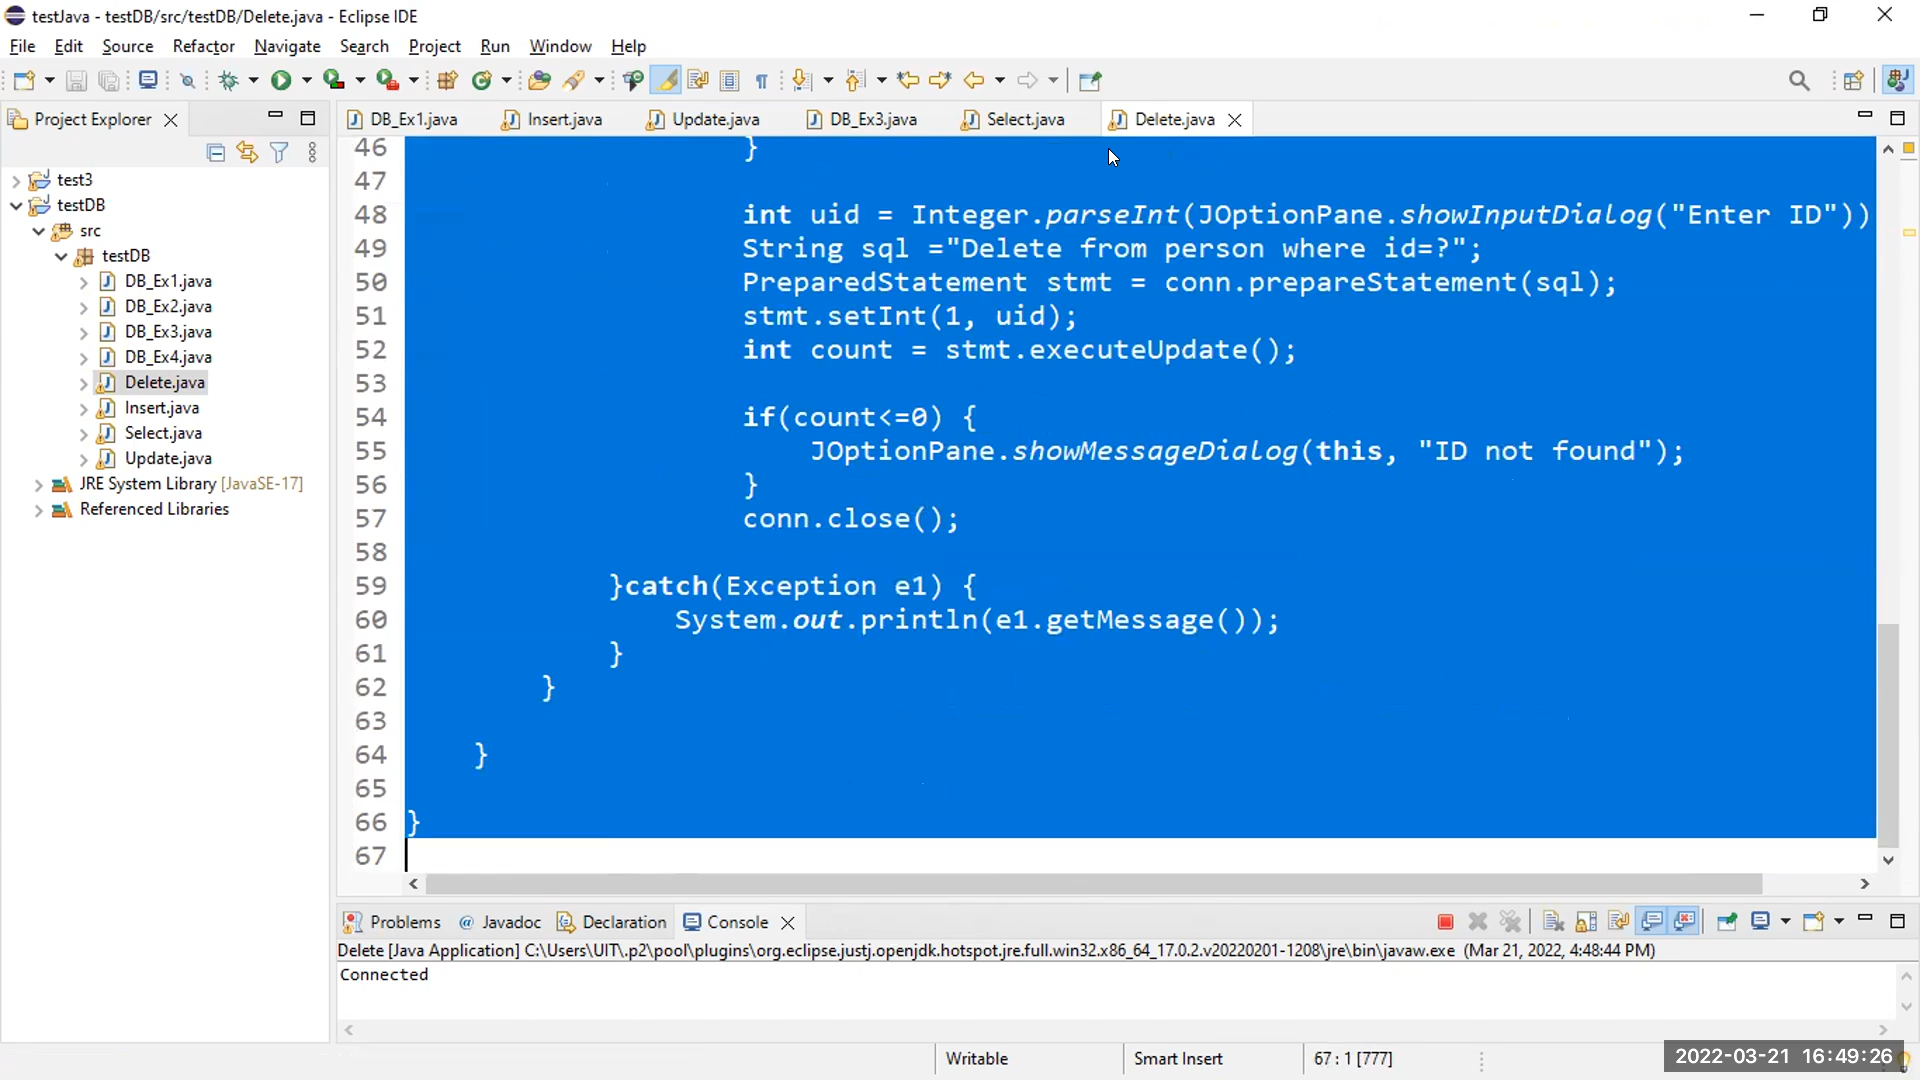 testJava - testDB/src/testDB/Delete.java - Eclipse IDE
File Edit Source Refactor Navigate Search Project Run Window Help
Project Explorer
DB_Ex1.java Insert.java Update.java DB_Ex3.java Select.java Delete.java
test3
testDB
src
testDB
DB_Ex1.java
DB_Ex2.java
DB_Ex3.java
DB_Ex4.java
Delete.java
Insert.java
Select.java
Update.java
JRE System Library [JavaSE-17]
Referenced Libraries
46 }
47
48 int uid = Integer.parseInt(JOptionPane.showInputDialog("Enter ID"))
49 String sql ="Delete from person where id=?";
50 PreparedStatement stmt = conn.prepareStatement(sql);
51 stmt.setInt(1, uid);
52 int count = stmt.executeUpdate();
53
54 if(count<=0) {
55 JOptionPane.showMessageDialog(this, "ID not found");
56 }
57 conn.close();
58
59 }catch(Exception e1) {
60 System.out.println(e1.getMessage());
61 }
62 }
63
64 }
65
66 }
67
Problems Javadoc Declaration Console
Delete [Java Application] C:\Users\UIT\.p2\pool\plugins\org.eclipse.justj.openjdk.hotspot.jre.full.win32.x86_64_17.0.2.v20220201-1208\jre\bin\javaw.exe (Mar 21, 2022, 4:48:44 PM)
Connected
Writable Smart Insert 67 : 1 [777]
2022-03-21 16:49:26